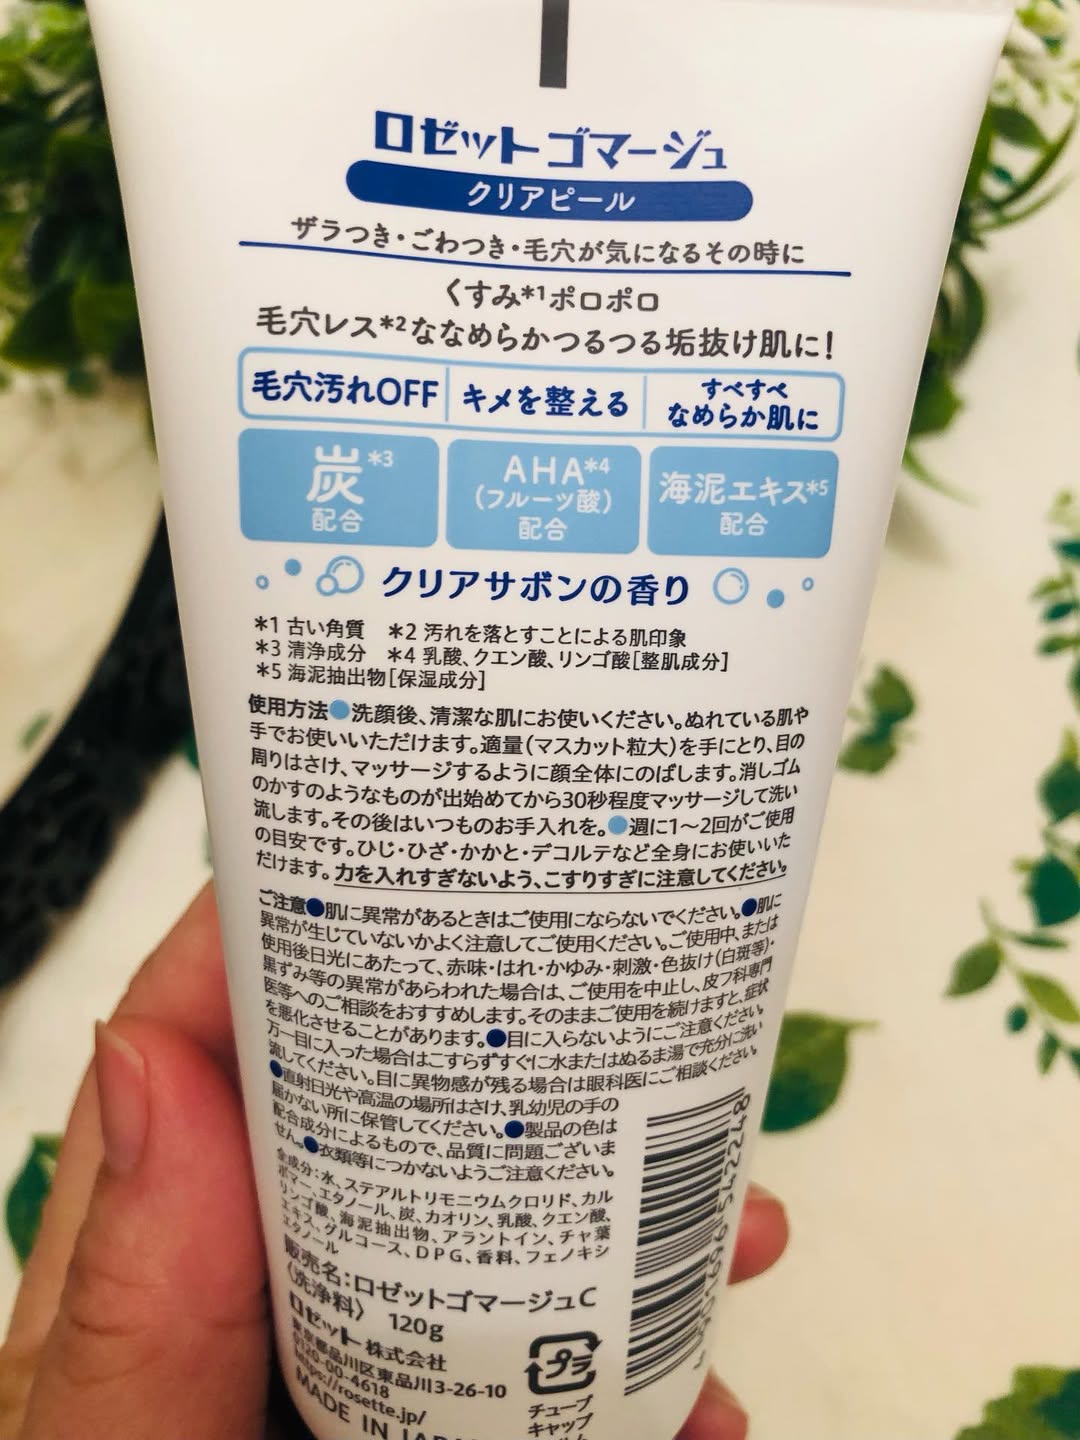 ロゼットゴマージュ
クリアピール
ザラつき・ごわつき・毛穴が気になるその時に
くすみ*1ポロポロ
毛穴レス*2ななめらかつるつる垢抜け肌に!
毛穴汚れOFF キメを整える すべすべ
なめらか肌に
炭*3 配合
AHA*4 (フルーツ酸) 配合
海泥エキス*5 配合
クリアサボンの香り
*1 古い角質 *2 汚れを落とすことによる肌印象
*3 清浄成分 *4 乳酸、クエン酸、リンゴ酸[整肌成分]
*5 海泥抽出物[保湿成分]
使用方法●洗顔後、清潔な肌にお使いください。ぬれている肌や
手でお使いいただけます。適量(マスカット粒大)を手にとり、目の
周りはさけ、マッサージするように顔全体にのばします。消しゴム
のかすのようなものが出始めてから30秒程度マッサージして洗い
流します。その後はいつものお手入れを。●週に1〜2回がご使用
の目安です。ひじ・ひざ・かかと・デコルテなど全身にお使いいた
だけます。力を入れすぎないよう、こすりすぎに注意してください。
ご注意●肌に異常があるときはご使用にならないでください。●肌に
異常が生じていないかよく注意してご使用ください。ご使用中、または
使用後日光にあたって、赤味・はれ・かゆみ・刺激・色抜け(白斑等)・
黒ずみ等の異常があらわれた場合は、ご使用を中止し、皮フ科専門
医等へのご相談をおすすめします。そのままご使用を続けますと、症状
を悪化させることがあります。●目に入らないようにご注意ください。
万一目に入った場合はこすらずすぐに水またはぬるま湯で充分に洗い
流してください。目に異物感が残る場合は眼科医にご相談ください。
●直射日光や高温の場所はさけ、乳幼児の手の
届かない所に保管してください。●製品の色は
配合成分によるもので、品質に問題ございま
せん。●衣類等につかないようご注意ください。
全成分:水、ステアルトリモニウムクロリド、カル
ボマー、エタノール、炭、カオリン、乳酸、クエン酸、
リンゴ酸、海泥抽出物、アラントイン、チャ葉
エキス、グルコース、DPG、香料、フェノキシ
エタノール
販売名:ロゼットゴマージュC
〈洗浄料〉 120g
ロゼット株式会社
東京都品川区東品川3-26-10
0120-00-4618
https://rosette.jp/
MADE IN
プラ
チューブ
キャップ